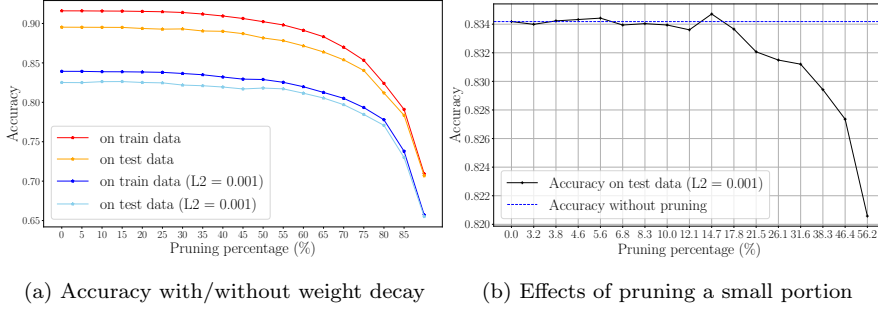 0.90
0.85
0.80
0.75
0.70
0.65
Accuracy
on train data
on test data
on train data (L2 = 0.001)
on test data (L2 = 0.001)
0 5 10 15 20 25 30 35 40 45 50 55 60 65 70 75 80 85
Pruning percentage (%)
(a) Accuracy with/without weight decay
0.834
0.832
0.830
0.828
0.826
0.824
0.822
0.820
Accuracy
Accuracy on test data (L2 = 0.001)
Accuracy without pruning
0.0 3.2 3.8 4.6 5.6 6.8 8.3 10.0 12.1 14.7 17.8 21.5 26.1 31.6 38.3 46.4 56.2
Pruning percentage (%)
(b) Effects of pruning a small portion